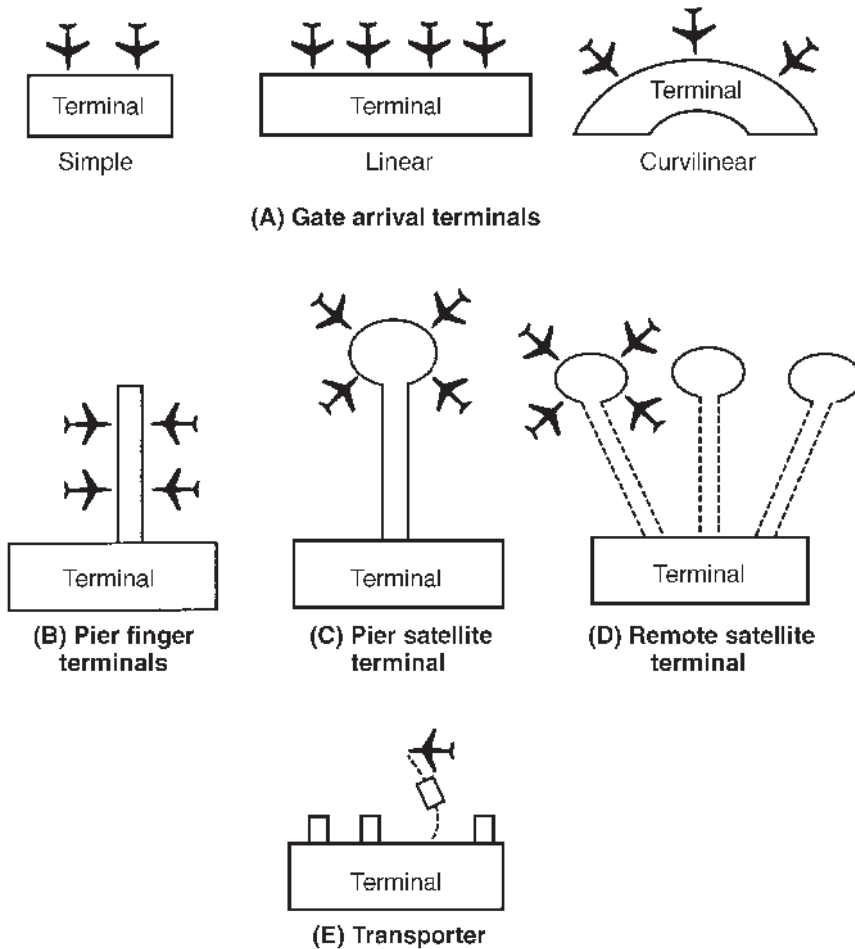 Terminal
Terminal
Terminal
Simple
Linear
Curvilinear
(A) Gate arrival terminals
Terminal
Terminal
Terminal
(B) Pier finger
terminals
(C) Pier satellite
terminal
(D) Remote satellite
terminal
Terminal
(E) Transporter